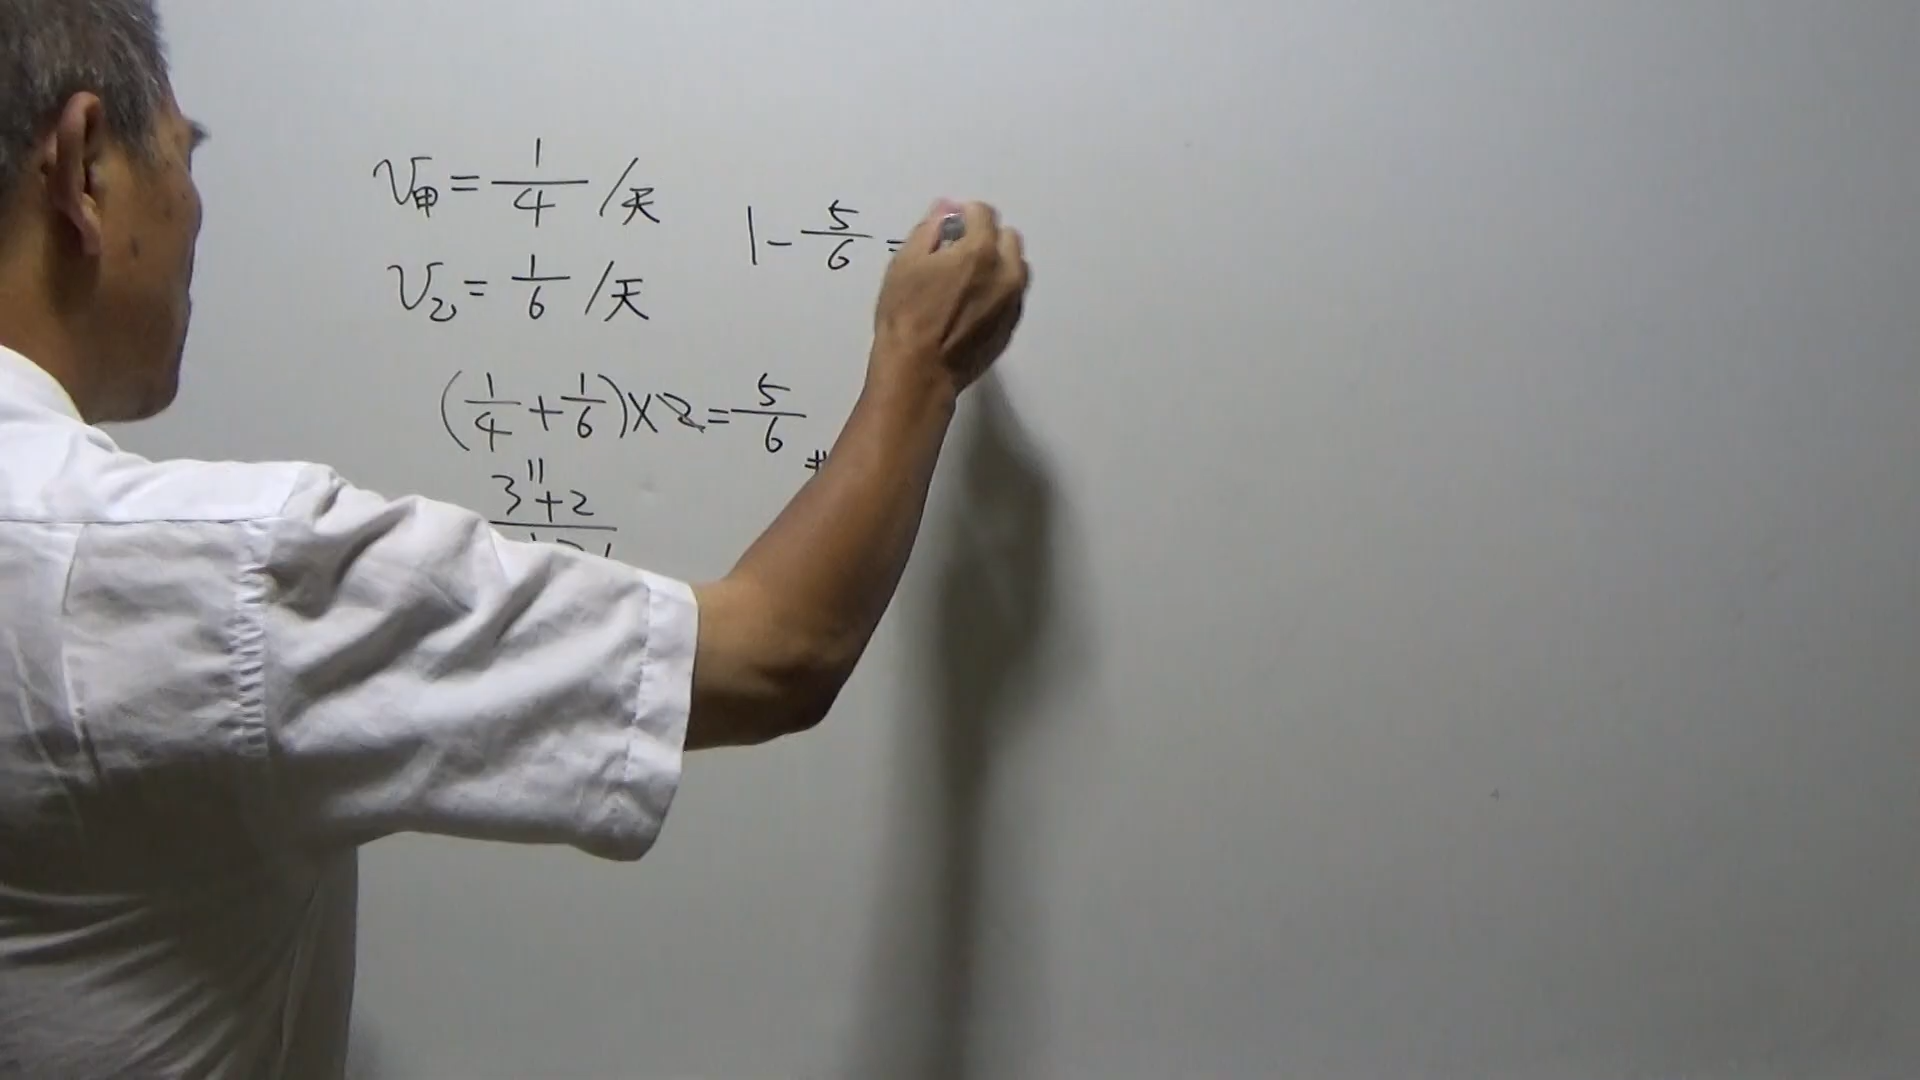 V甲 = 1/4 /天
1 - 5/6 =
V乙 = 1/6 /天
(1/4 + 1/6) × 2 = 5/6 #
"
3 + 2